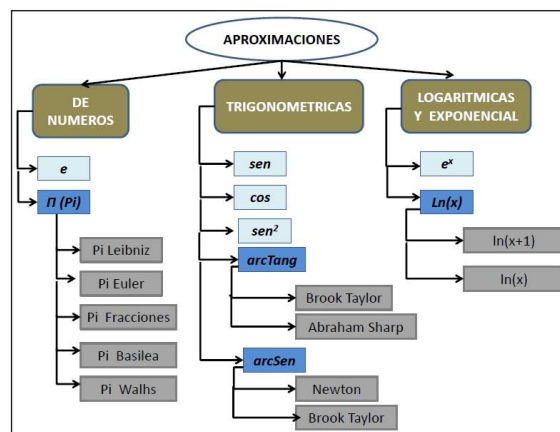 APROXIMACIONES
DE
NUMEROS
e
Π (Pi)
Pi Leibniz
Pi Euler
Pi Fracciones
Pi Basilea
Pi Walhs
TRIGONOMETRICAS
sen
cos
sen²
arcTang
Brook Taylor
Abraham Sharp
arcSen
Newton
Brook Taylor
LOGARITMICAS
Y EXPONENCIAL
eˣ
Ln(x)
ln(x+1)
ln(x)